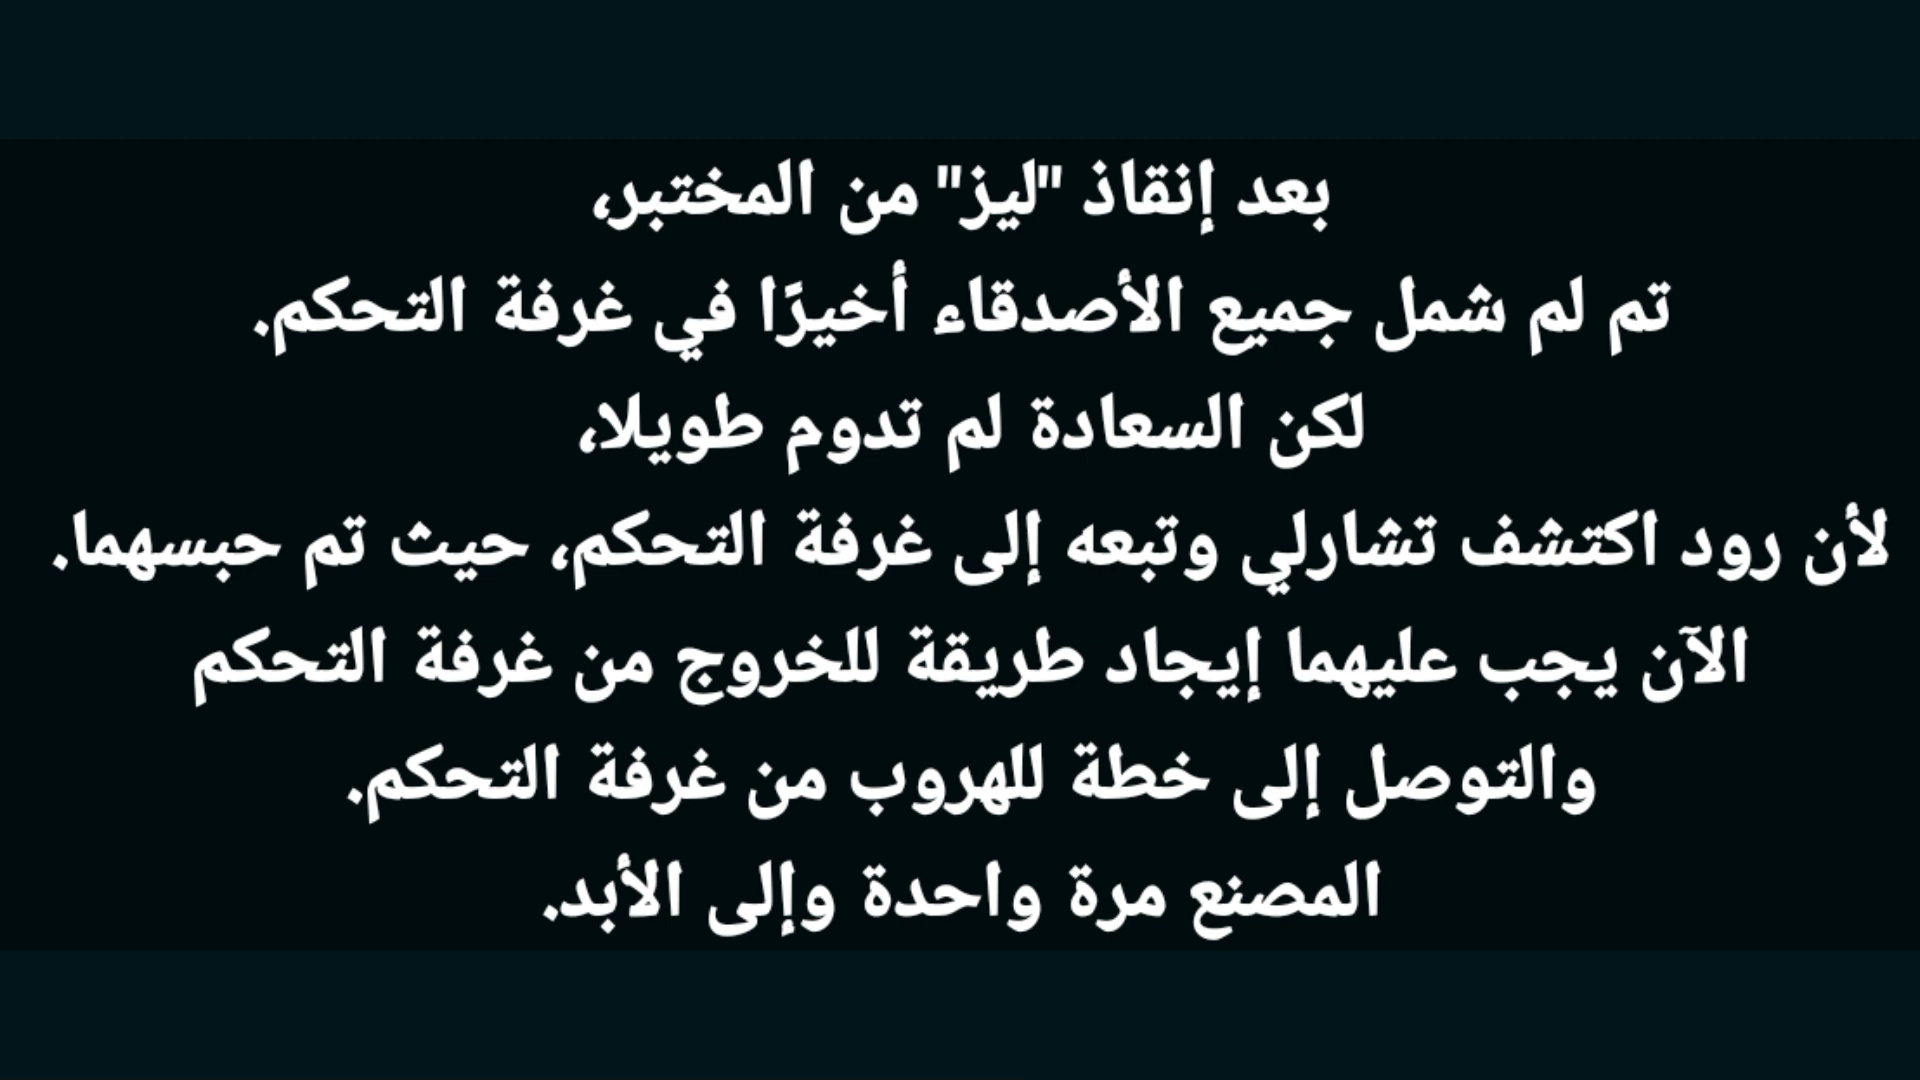 بعد إنقاذ "ليز" من المختبر،
تم لم شمل جميع الأصدقاء أخيرًا في غرفة التحكم.
لكن السعادة لم تدوم طويلا،
لأن رود اكتشف تشارلي وتبعه إلى غرفة التحكم، حيث تم حبسهما.
الآن يجب عليهما إيجاد طريقة للخروج من غرفة التحكم
والتوصل إلى خطة للهروب من غرفة التحكم.
المصنع مرة واحدة وإلى الأبد.